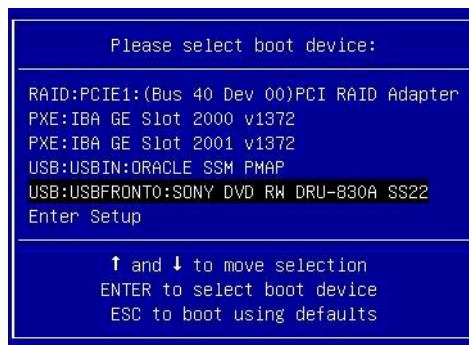 Please select boot device:
RAID:PCIE1:(Bus 40 Dev 00)PCI RAID Adapter
PXE:IBA GE Slot 2000 v1372
PXE:IBA GE Slot 2001 v1372
USB:USBIN:ORACLE SSM PMAP
USB:USBFRONT0:SONY DVD RW DRU-830A SS22
Enter Setup
↑ and ↓ to move selection
ENTER to select boot device
ESC to boot using defaults